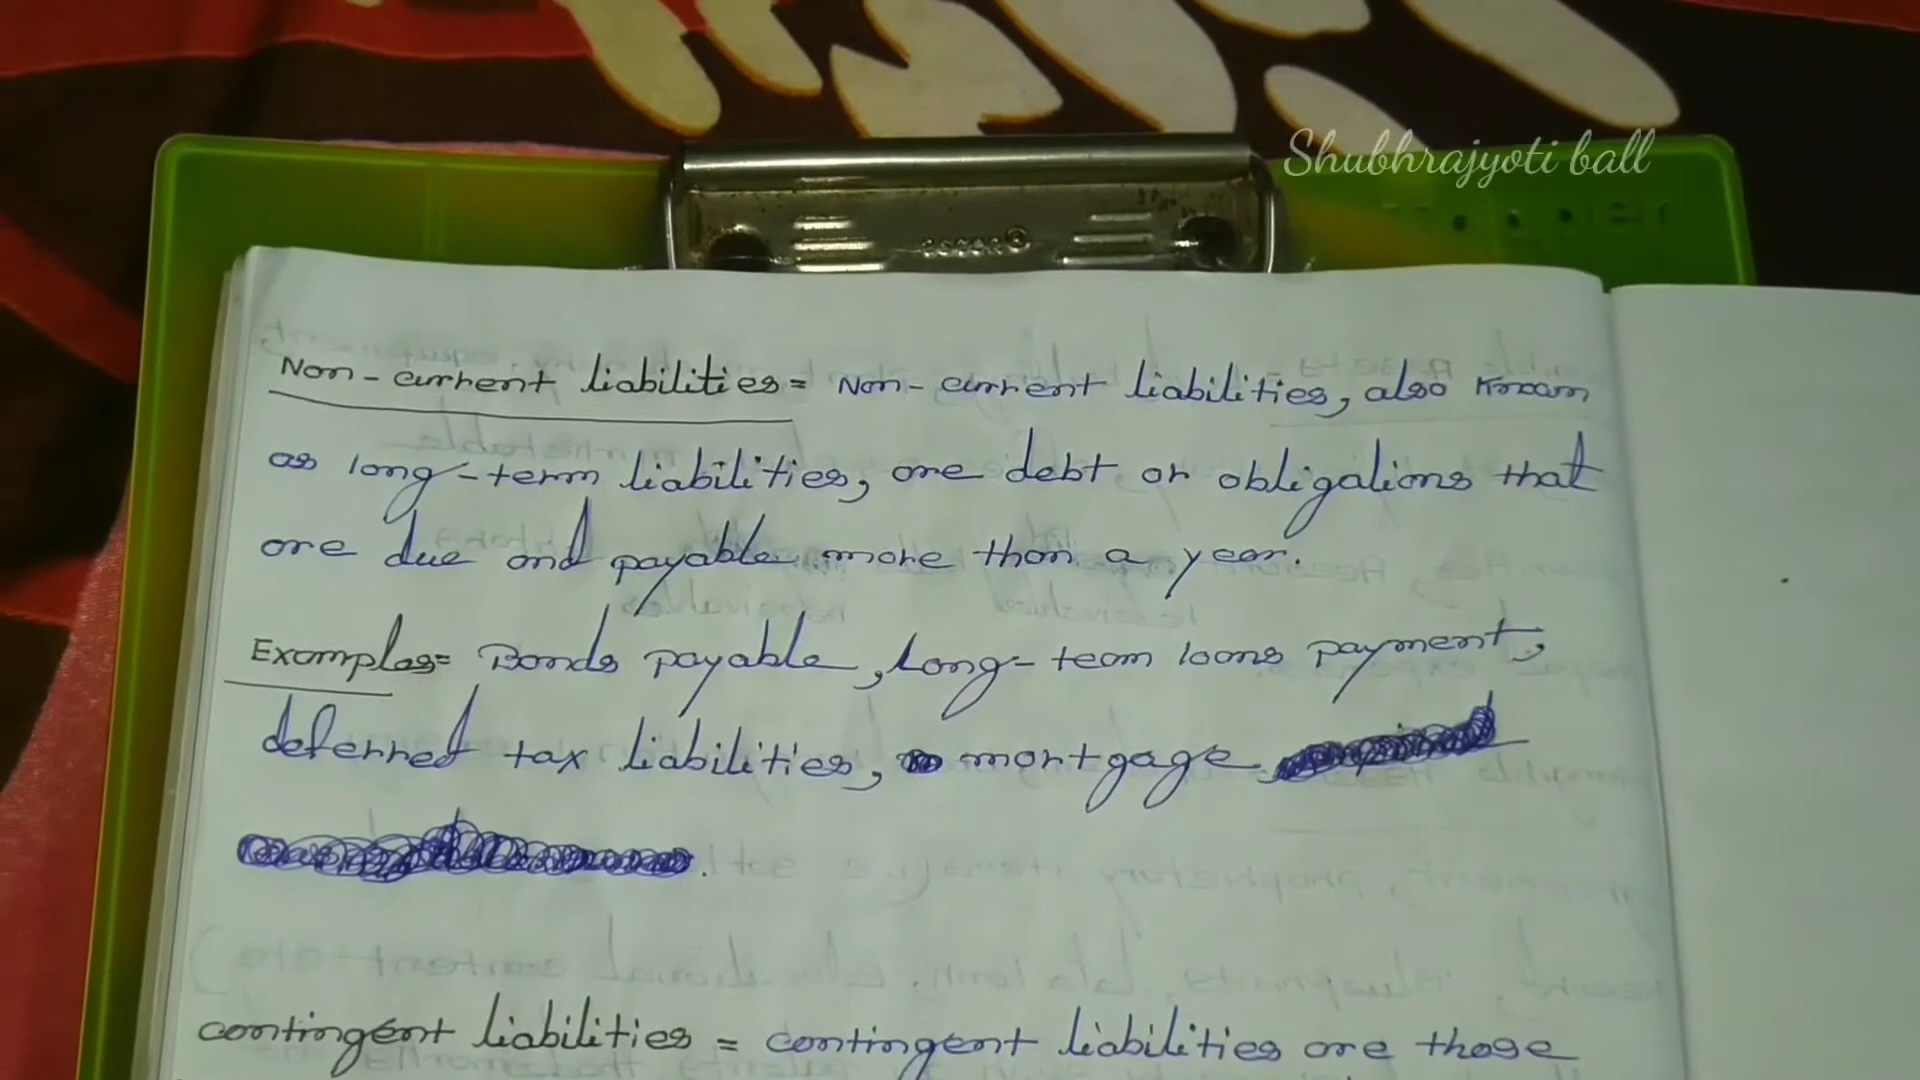 Shubhrajyoti ball
Non-current liabilities = Non-current liabilities, also known
as long-term liabilities, are debt or obligations that
are due and payable more than a year.
Examples = Bonds payable, Long-term loans payment,
deferred tax liabilities, mortgage
contingent liabilities = contingent liabilities are those